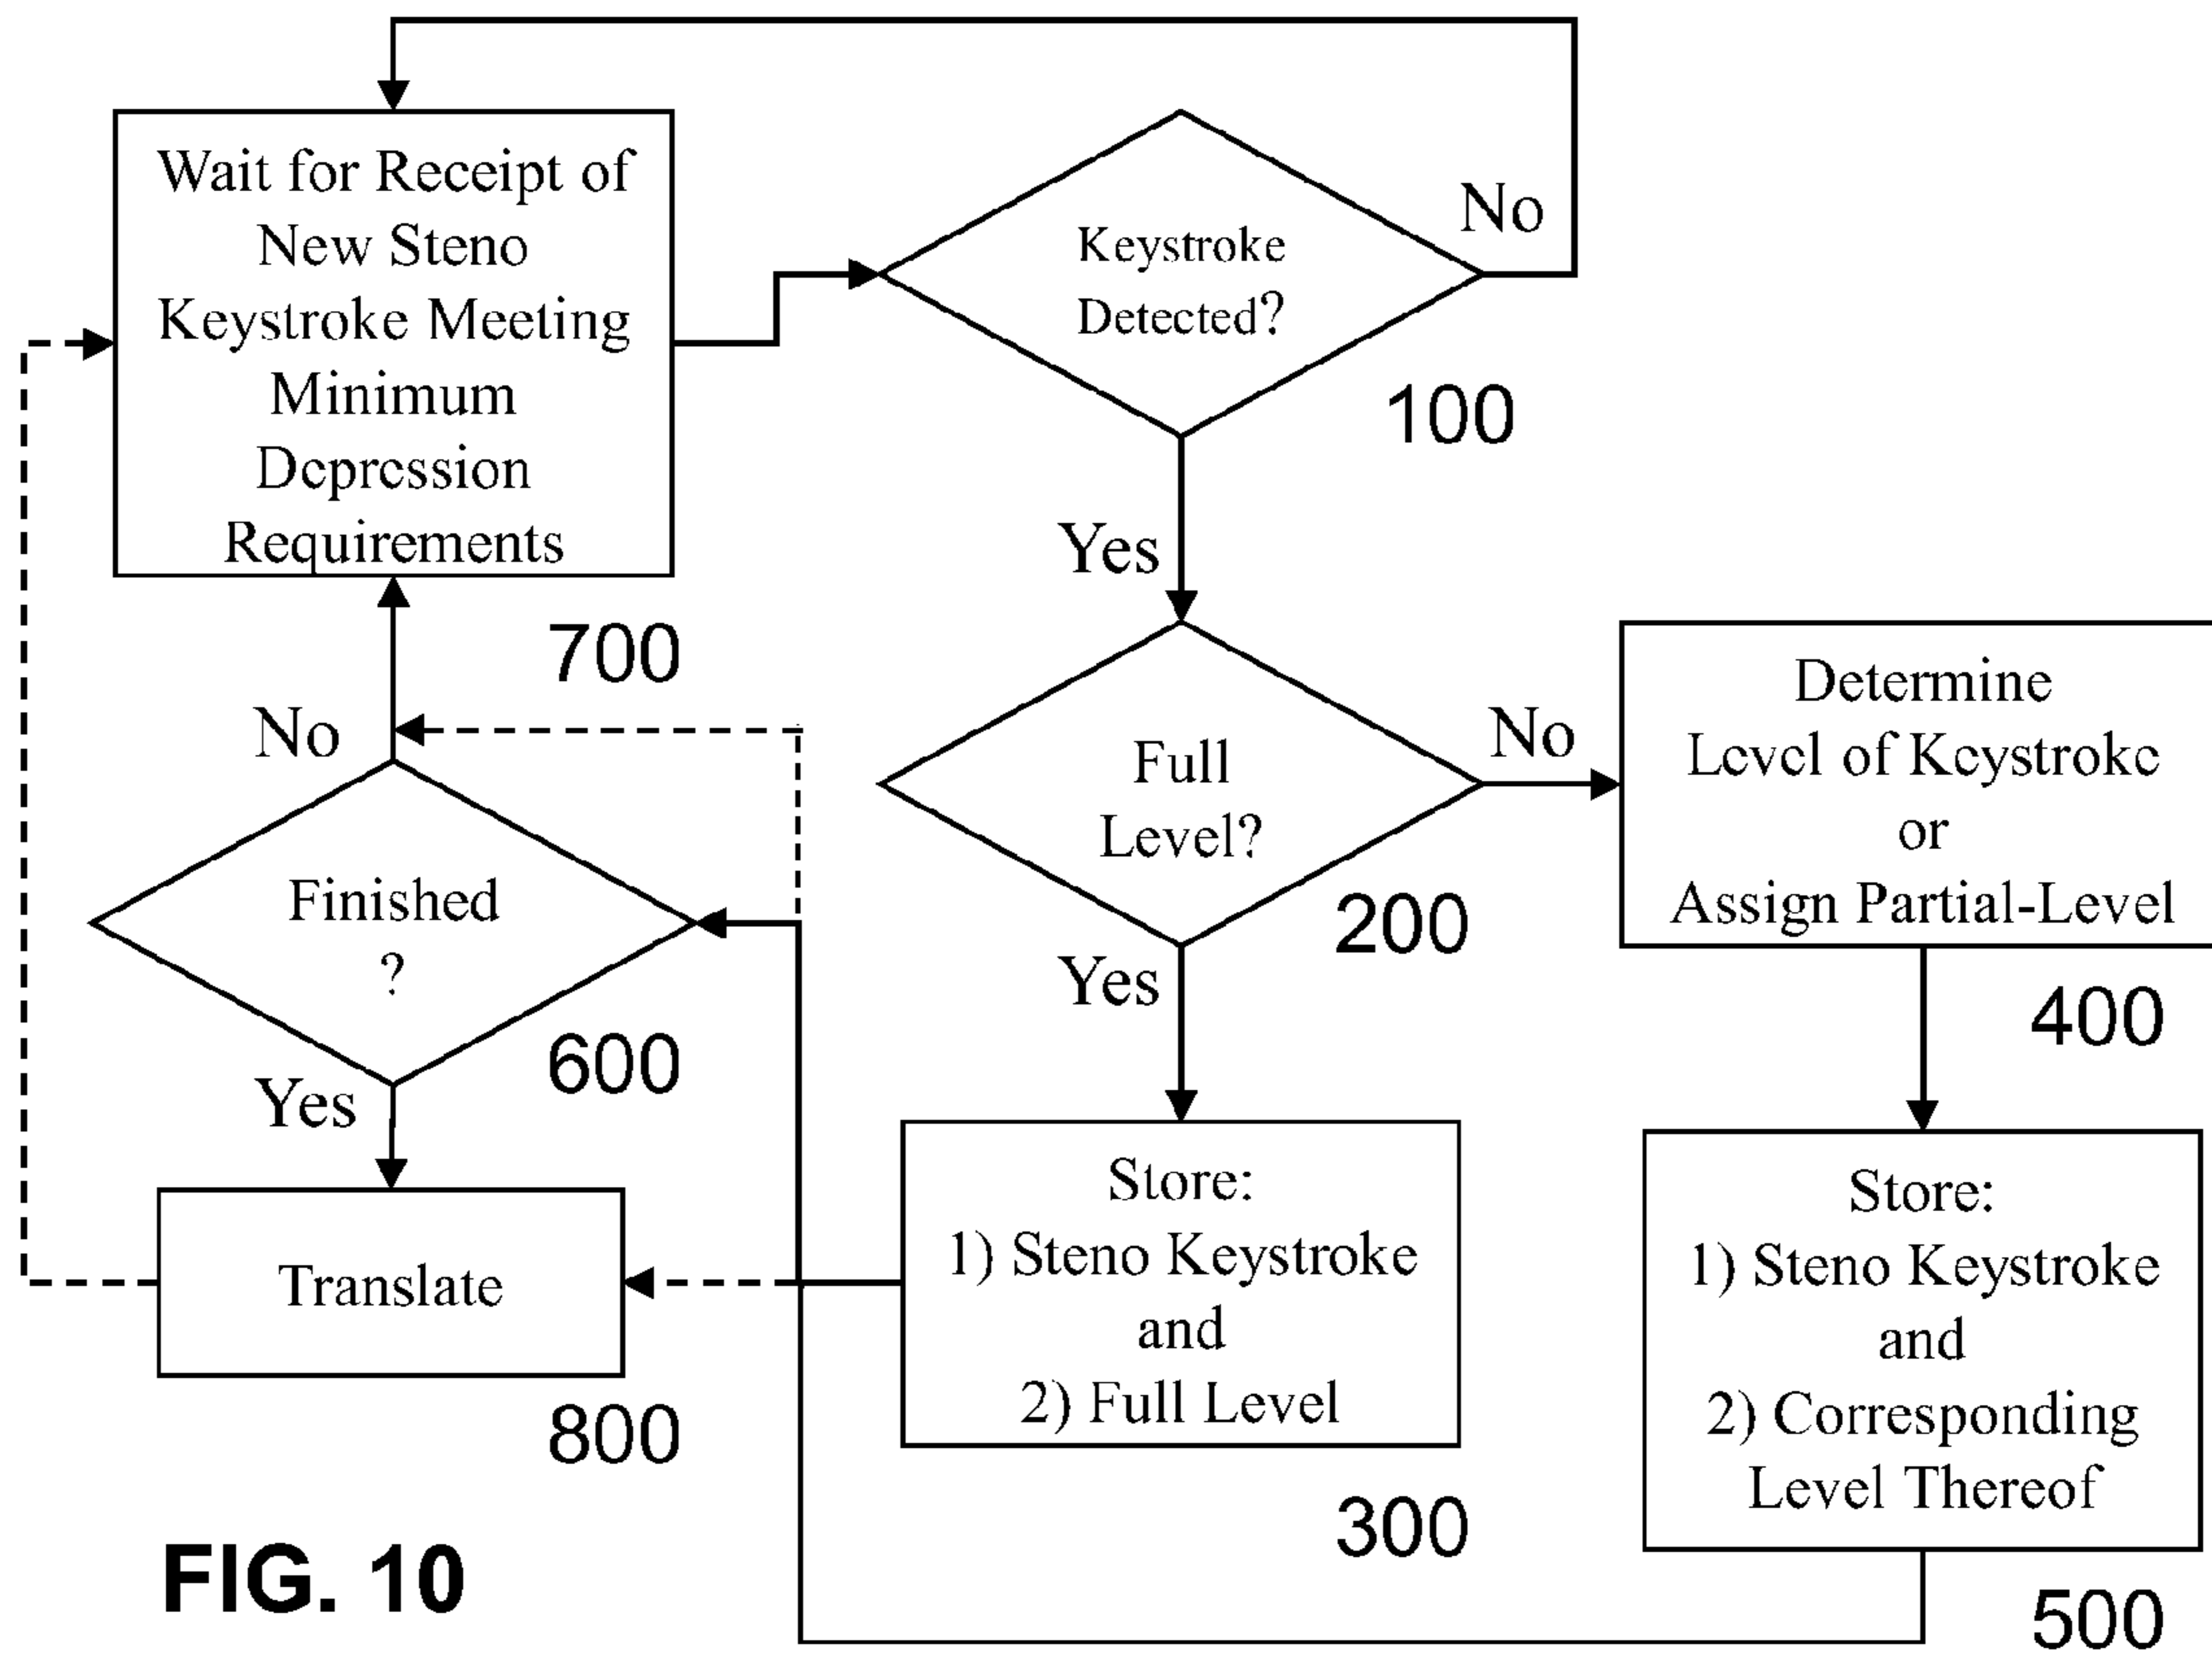 Wait for Receipt of
New Steno
Keystroke Meeting
Minimum
Depression
Requirements
700
Keystroke
Detected?
No
100
Yes
Full
Level?
No
200
Yes
Determine
Level of Keystroke
or
Assign Partial-Level
400
No
Finished
?
600
Yes
Translate
800
Store:
1) Steno Keystroke
and
2) Full Level
300
Store:
1) Steno Keystroke
and
2) Corresponding
Level Thereof
500
FIG. 10